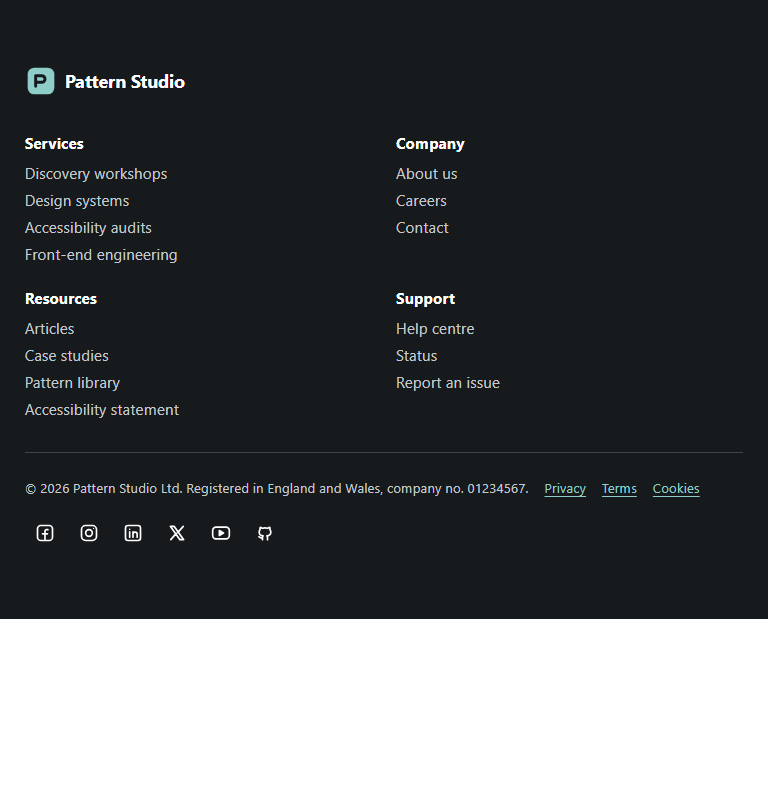 Pattern Studio
Services
Discovery workshops
Design systems
Accessibility audits
Front-end engineering
Company
About us
Careers
Contact
Resources
Articles
Case studies
Pattern library
Accessibility statement
Support
Help centre
Status
Report an issue
© 2026 Pattern Studio Ltd. Registered in England and Wales, company no. 01234567. Privacy Terms Cookies